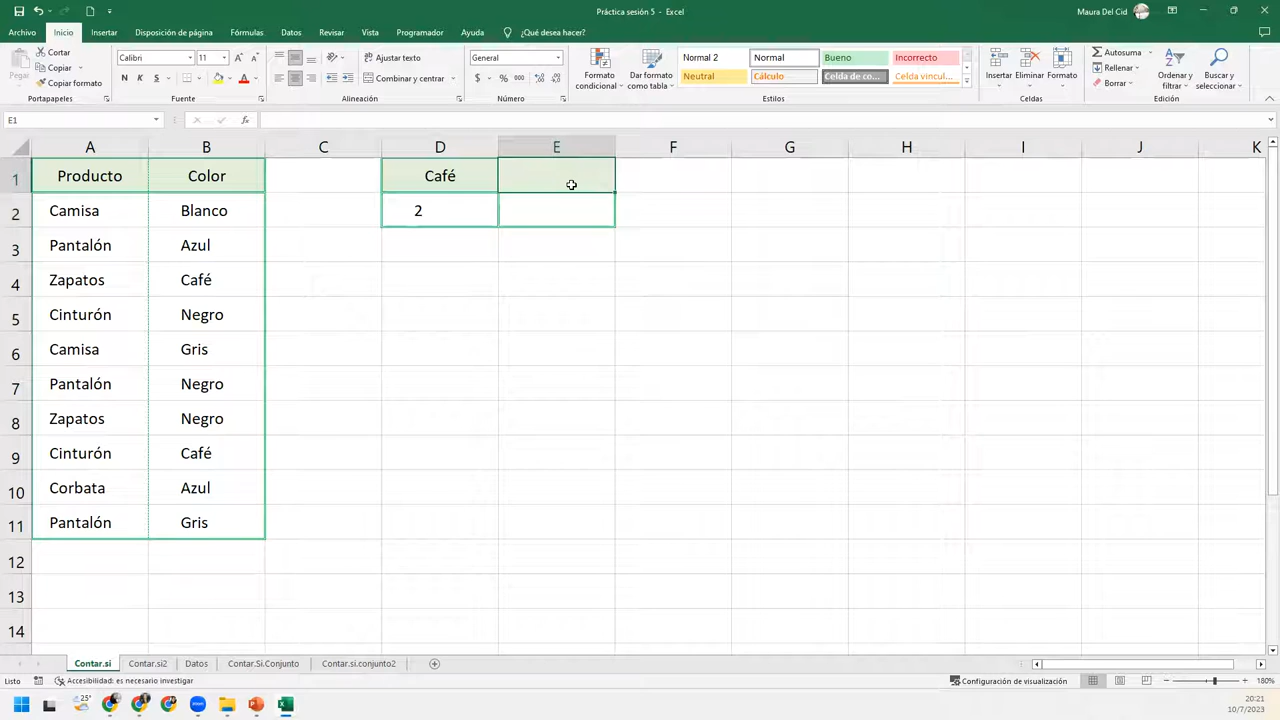 Práctica sesión 5 - Excel
Maura Del Cid
Archivo Inicio Insertar Disposición de página Fórmulas Datos Revisar Vista Programador Ayuda ¿Qué desea hacer?
Pegar
Cortar
Copiar
Copiar formato
Portapapeles
Calibri 11
N K S
Fuente
Ajustar texto
Combinar y centrar
Alineación
General
$ % 000
Número
Formato condicional
Dar formato como tabla
Normal 2 Normal Bueno Incorrecto
Neutral Cálculo Celda de co... Celda vincul...
Estilos
Insertar Eliminar Formato
Celdas
Autosuma
Rellenar
Borrar
Ordenar y filtrar
Buscar y seleccionar
Edición
E1 fx
A B C D E F G H I J K
1 Producto Color Café
2 Camisa Blanco 2
3 Pantalón Azul
4 Zapatos Café
5 Cinturón Negro
6 Camisa Gris
7 Pantalón Negro
8 Zapatos Negro
9 Cinturón Café
10 Corbata Azul
11 Pantalón Gris
12
13
14
Contar.si Contar.si2 Datos Contar.Si.Conjunto Contar.si.conjunto2
Listo Accesibilidad: es necesario investigar Configuración de visualización 180%
25° zoom
20:21
10/7/2023